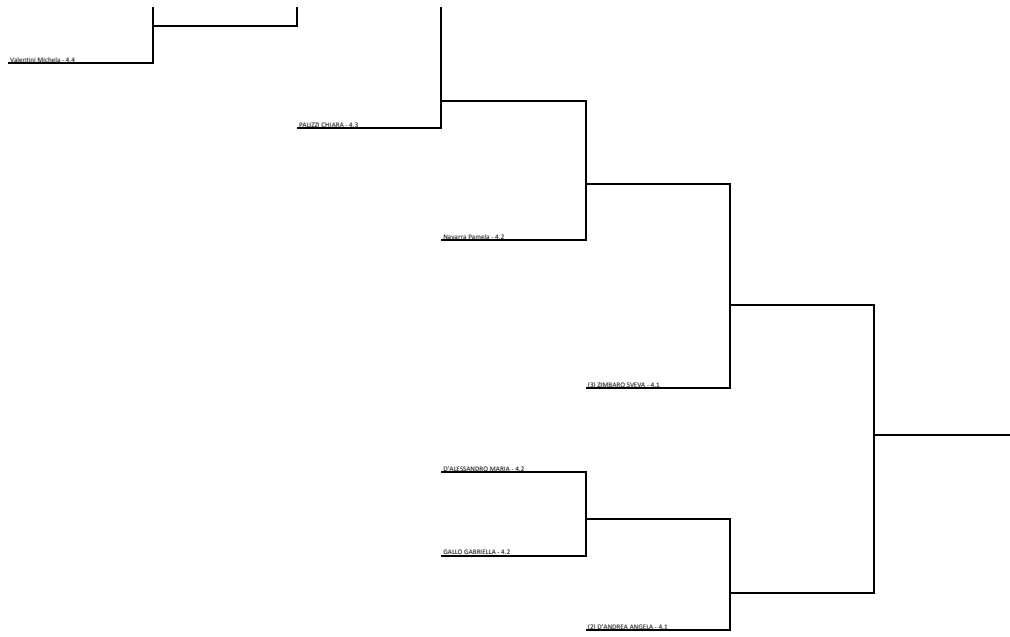 Valentini Michela - 4.4
PALIZZI CHIARA - 4.3
Navarra Pamela - 4.2
(3) ZIMBARO SVEVA - 4.1
D'ALESSANDRO MARIA - 4.2
GALLO GABRIELLA - 4.2
(2) D'ANDREA ANGELA - 4.1